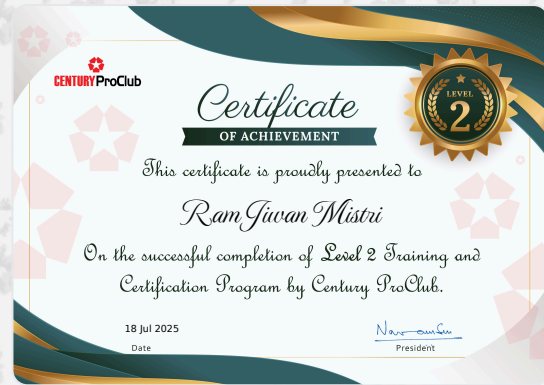 CENTURY ProClub
LEVEL
2
Certificate
OF ACHIEVEMENT
This certificate is proudly presented to
Ram Jiwan Mistri
On the successful completion of Level 2 Training and
Certification Program by Century ProClub.
18 Jul 2025
Date
President